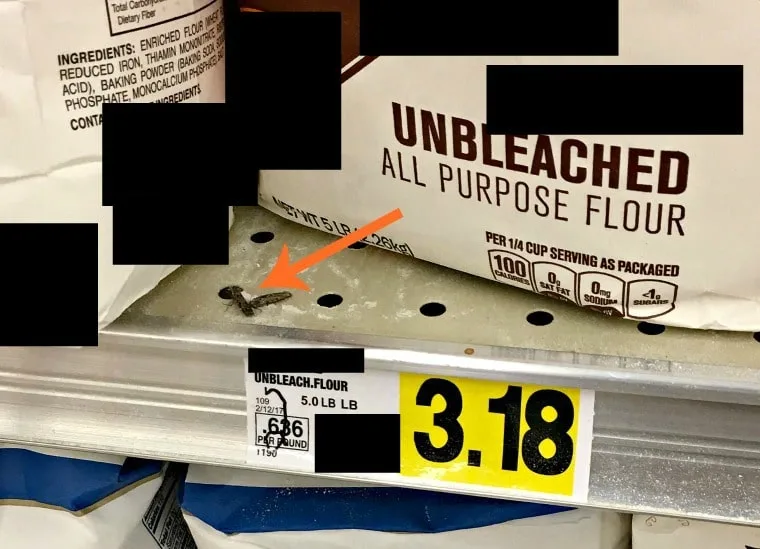 Total Carbohydrate
Dietary Fiber
INGREDIENTS: ENRICHED FLOUR
REDUCED IRON, THIAMIN MONONITRATE,
ACID), BAKING POWDER (BAKING SODA,
PHOSPHATE, MONOCALCIUM PHOSPHATE),
INGREDIENTS
UNBLEACHED
ALL PURPOSE FLOUR
NET WT 5 LB (2.26kg)
PER 1/4 CUP SERVING AS PACKAGED
100
CALORIES
0g
SAT FAT
0mg
SODIUM
<1g
SUGARS
UNBLEACH.FLOUR
109
5.0 LB LB
2/12/17
.636
PER POUND
1190
3.18